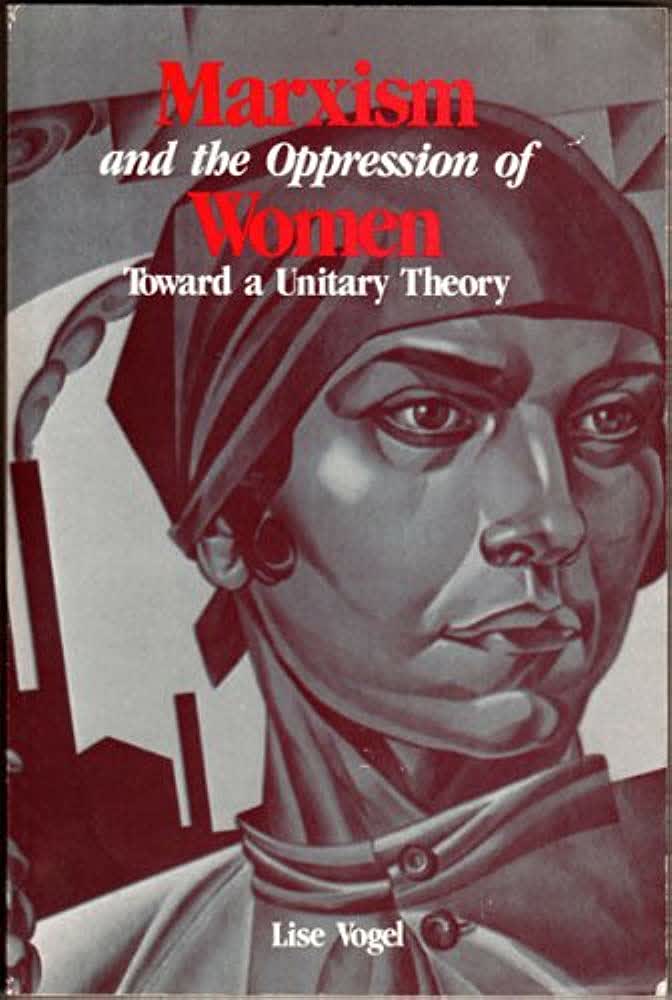 Marxism
and the Oppression of
Women
Toward a Unitary Theory
Lise Vogel